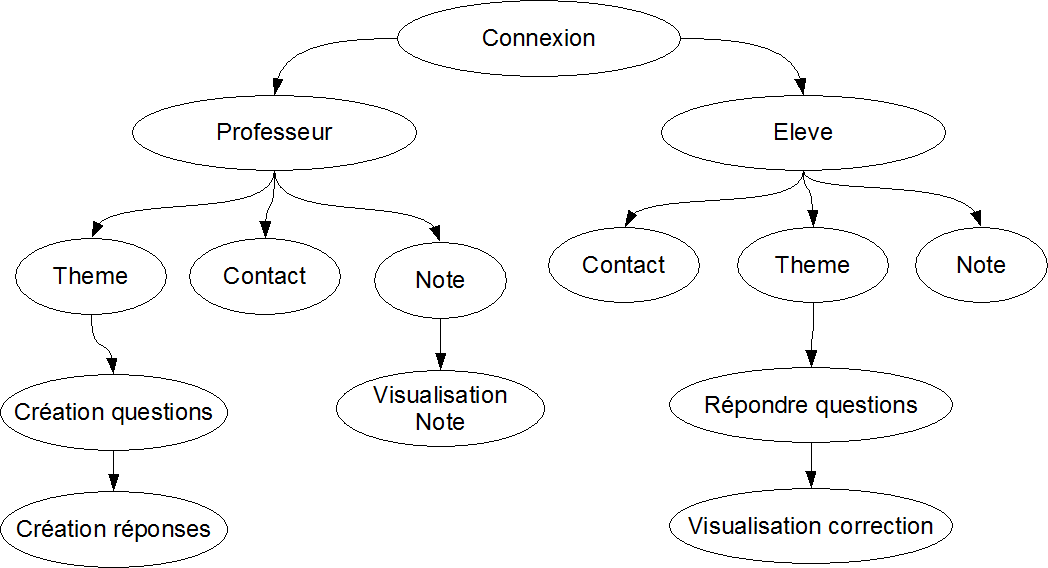 Connexion
Professeur
Eleve
Theme
Contact
Note
Contact
Theme
Note
Création questions
Visualisation
Note
Répondre questions
Création réponses
Visualisation correction